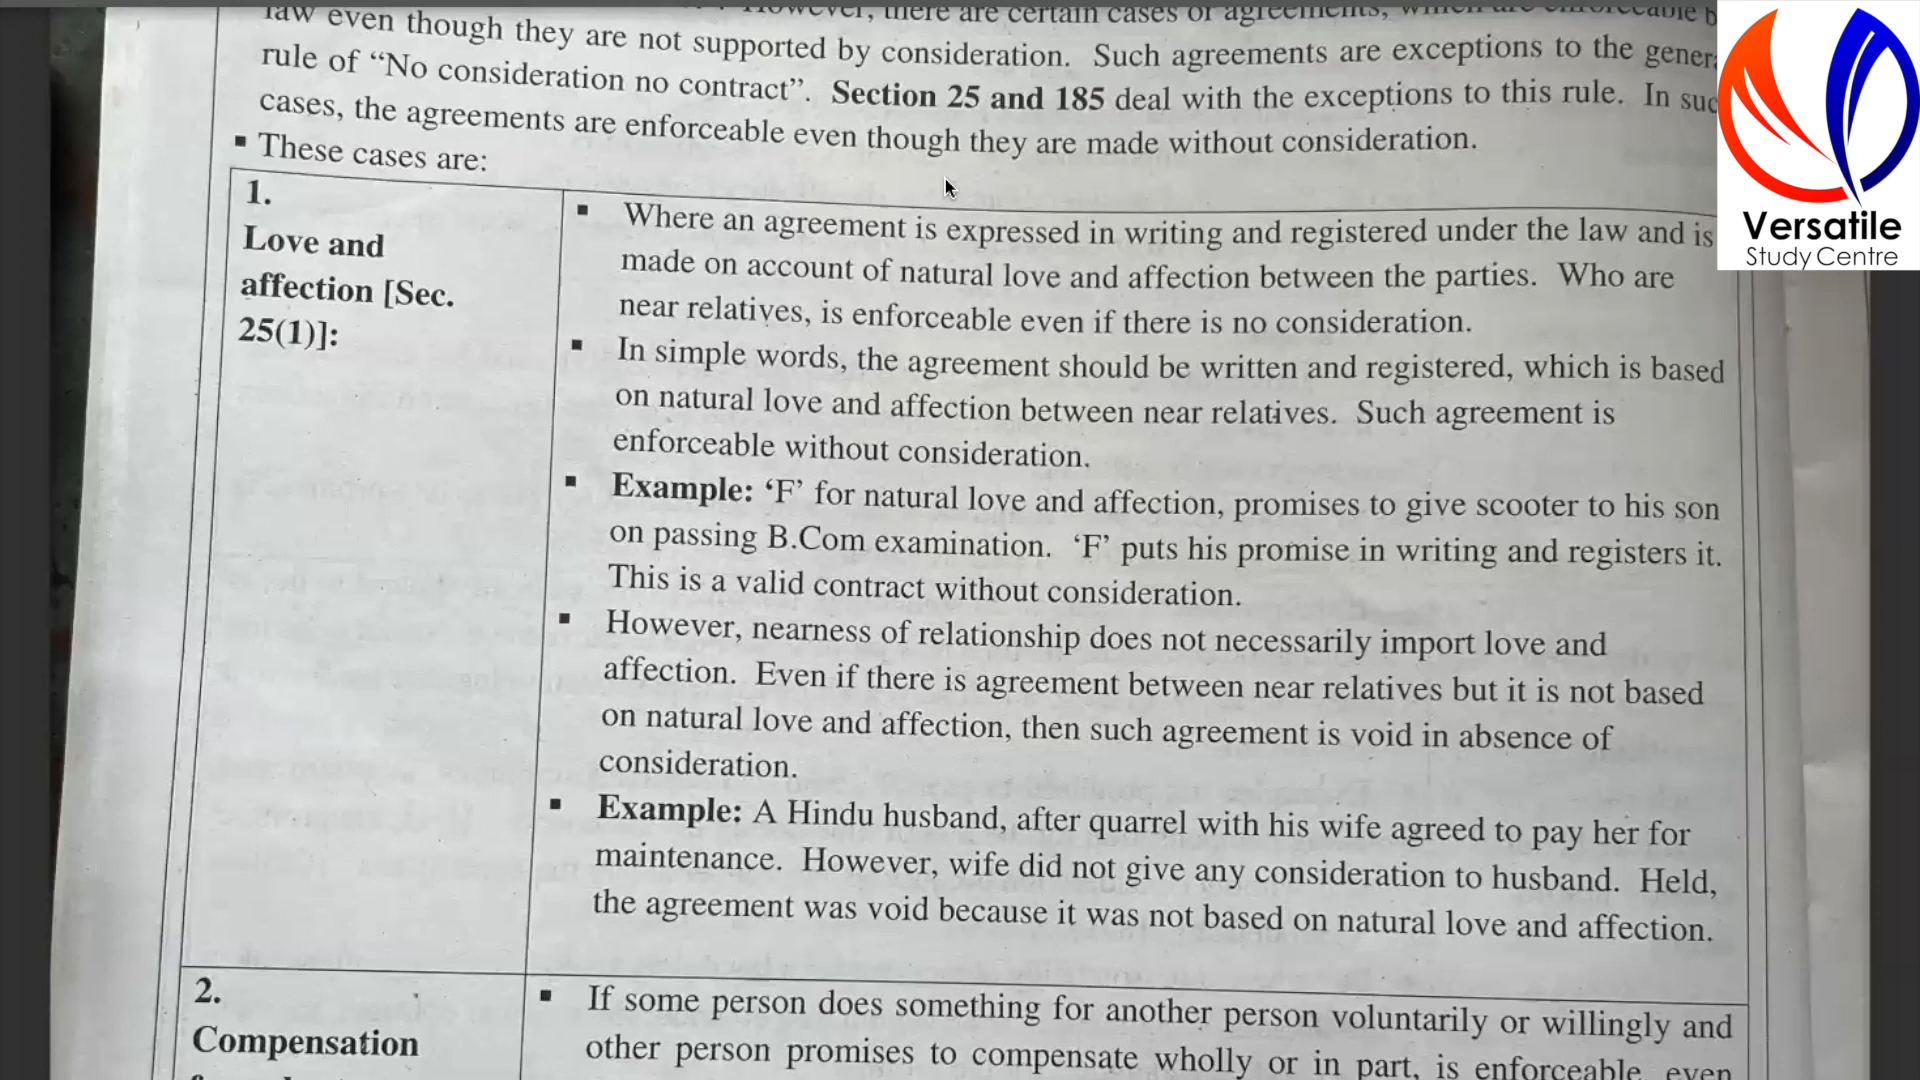 However, there are certain cases of agreements, which are enforceable
law even though they are not supported by consideration. Such agreements are exceptions to the
rule of “No consideration no contract”. Section 25 and 185 deal with the exceptions to this rule. In
cases, the agreements are enforceable even though they are made without consideration.
▪ These cases are:
1.
Love and
affection [Sec.
25(1)]:
▪ Where an agreement is expressed in writing and registered under the law and is
made on account of natural love and affection between the parties. Who are
near relatives, is enforceable even if there is no consideration.
▪ In simple words, the agreement should be written and registered, which is based
on natural love and affection between near relatives. Such agreement is
enforceable without consideration.
▪ Example: ‘F’ for natural love and affection, promises to give scooter to his son
on passing B.Com examination. ‘F’ puts his promise in writing and registers it.
This is a valid contract without consideration.
▪ However, nearness of relationship does not necessarily import love and
affection. Even if there is agreement between near relatives but it is not based
on natural love and affection, then such agreement is void in absence of
consideration.
▪ Example: A Hindu husband, after quarrel with his wife agreed to pay her for
maintenance. However, wife did not give any consideration to husband. Held,
the agreement was void because it was not based on natural love and affection.
2.
Compensation
▪ If some person does something for another person voluntarily or willingly and
other person promises to compensate wholly or in part, is enforceable, even
Versatile
Study Centre